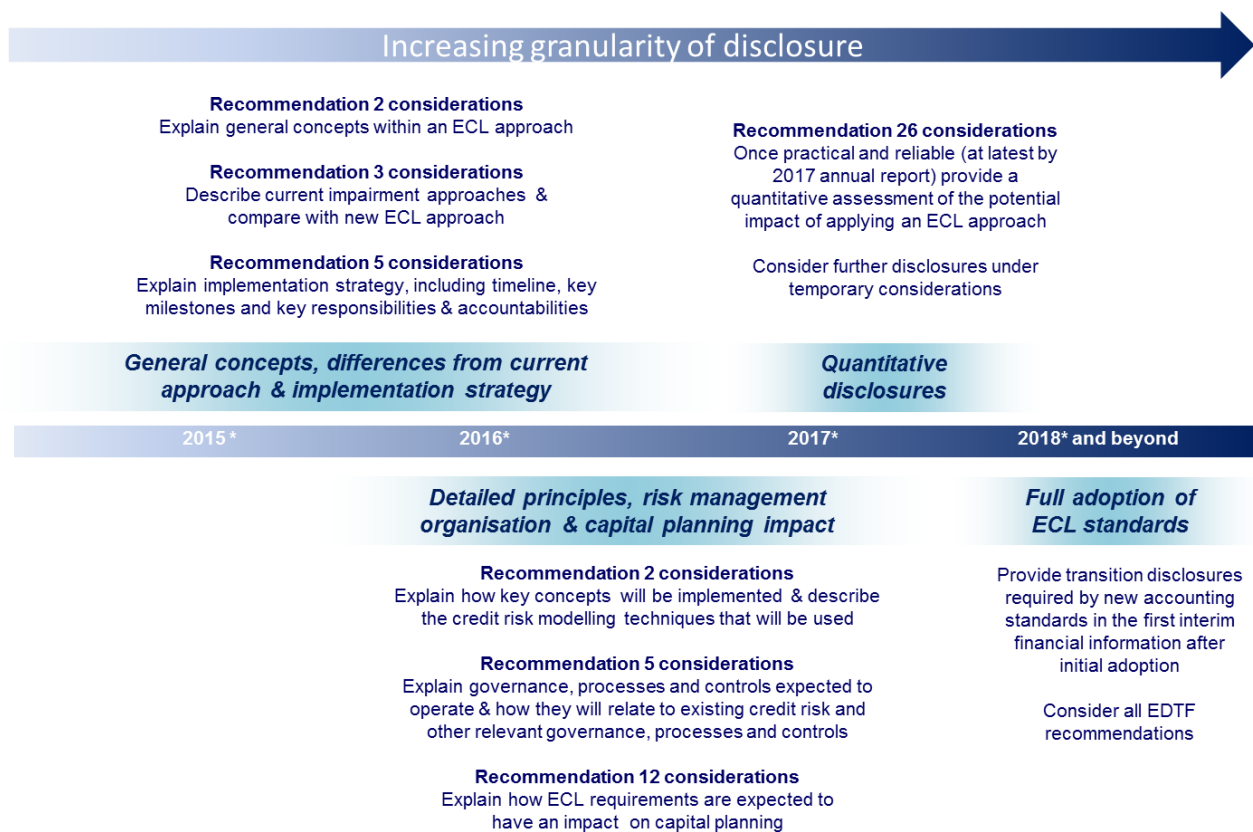 Increasing granularity of disclosure
Recommendation 2 considerations
Explain general concepts within an ECL approach
Recommendation 3 considerations
Describe current impairment approaches &
compare with new ECL approach
Recommendation 5 considerations
Explain implementation strategy, including timeline, key
milestones and key responsibilities & accountabilities
Recommendation 26 considerations
Once practical and reliable (at latest by
2017 annual report) provide a
quantitative assessment of the potential
impact of applying an ECL approach
Consider further disclosures under
temporary considerations
General concepts, differences from current
approach & implementation strategy
Quantitative
disclosures
2015 *
2016*
2017*
2018* and beyond
Detailed principles, risk management
organisation & capital planning impact
Recommendation 2 considerations
Explain how key concepts will be implemented & describe
the credit risk modelling techniques that will be used
Recommendation 5 considerations
Explain governance, processes and controls expected to
operate & how they will relate to existing credit risk and
other relevant governance, processes and controls
Recommendation 12 considerations
Explain how ECL requirements are expected to
have an impact on capital planning
Full adoption of
ECL standards
Provide transition disclosures
required by new accounting
standards in the first interim
financial information after
initial adoption
Consider all EDTF
recommendations